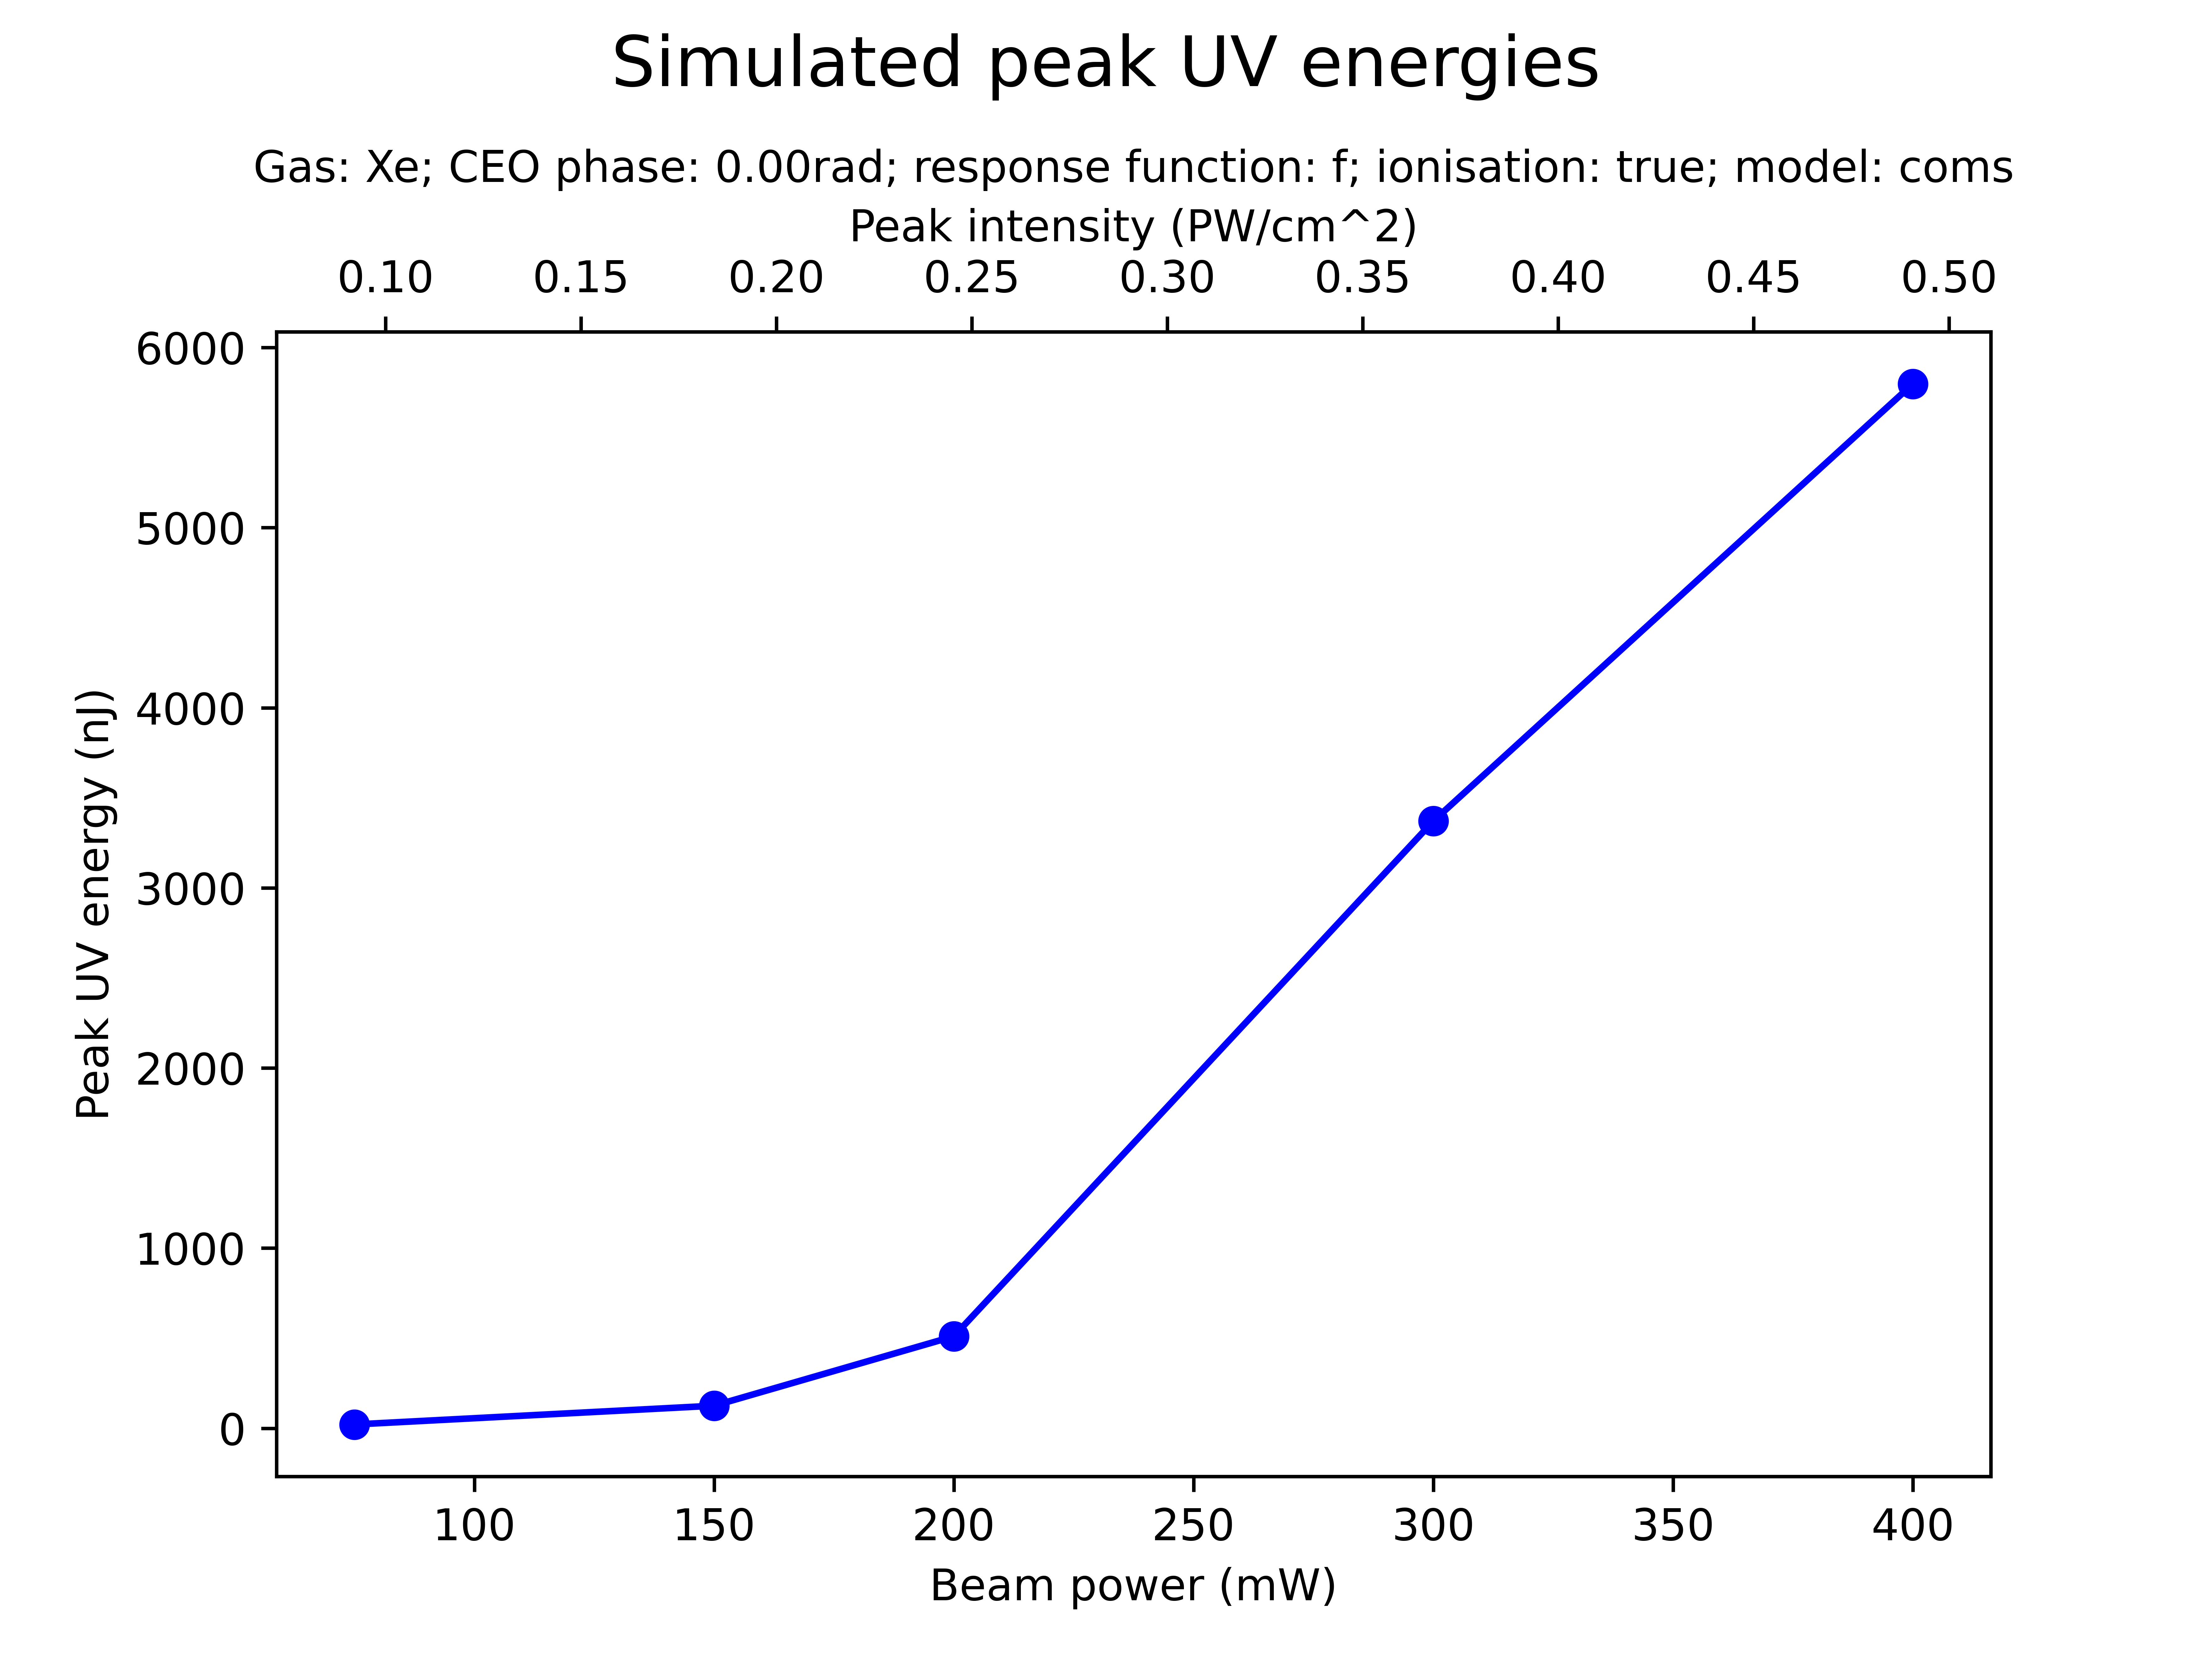 Simulated peak UV energies
Gas: Xe; CEO phase: 0.00rad; response function: f; ionisation: true; model: coms
Peak intensity (PW/cm^2)
0.10 0.15 0.20 0.25 0.30 0.35 0.40 0.45 0.50
6000
5000
4000
3000
2000
1000
0
Peak UV energy (nJ)
100 150 200 250 300 350 400
Beam power (mW)